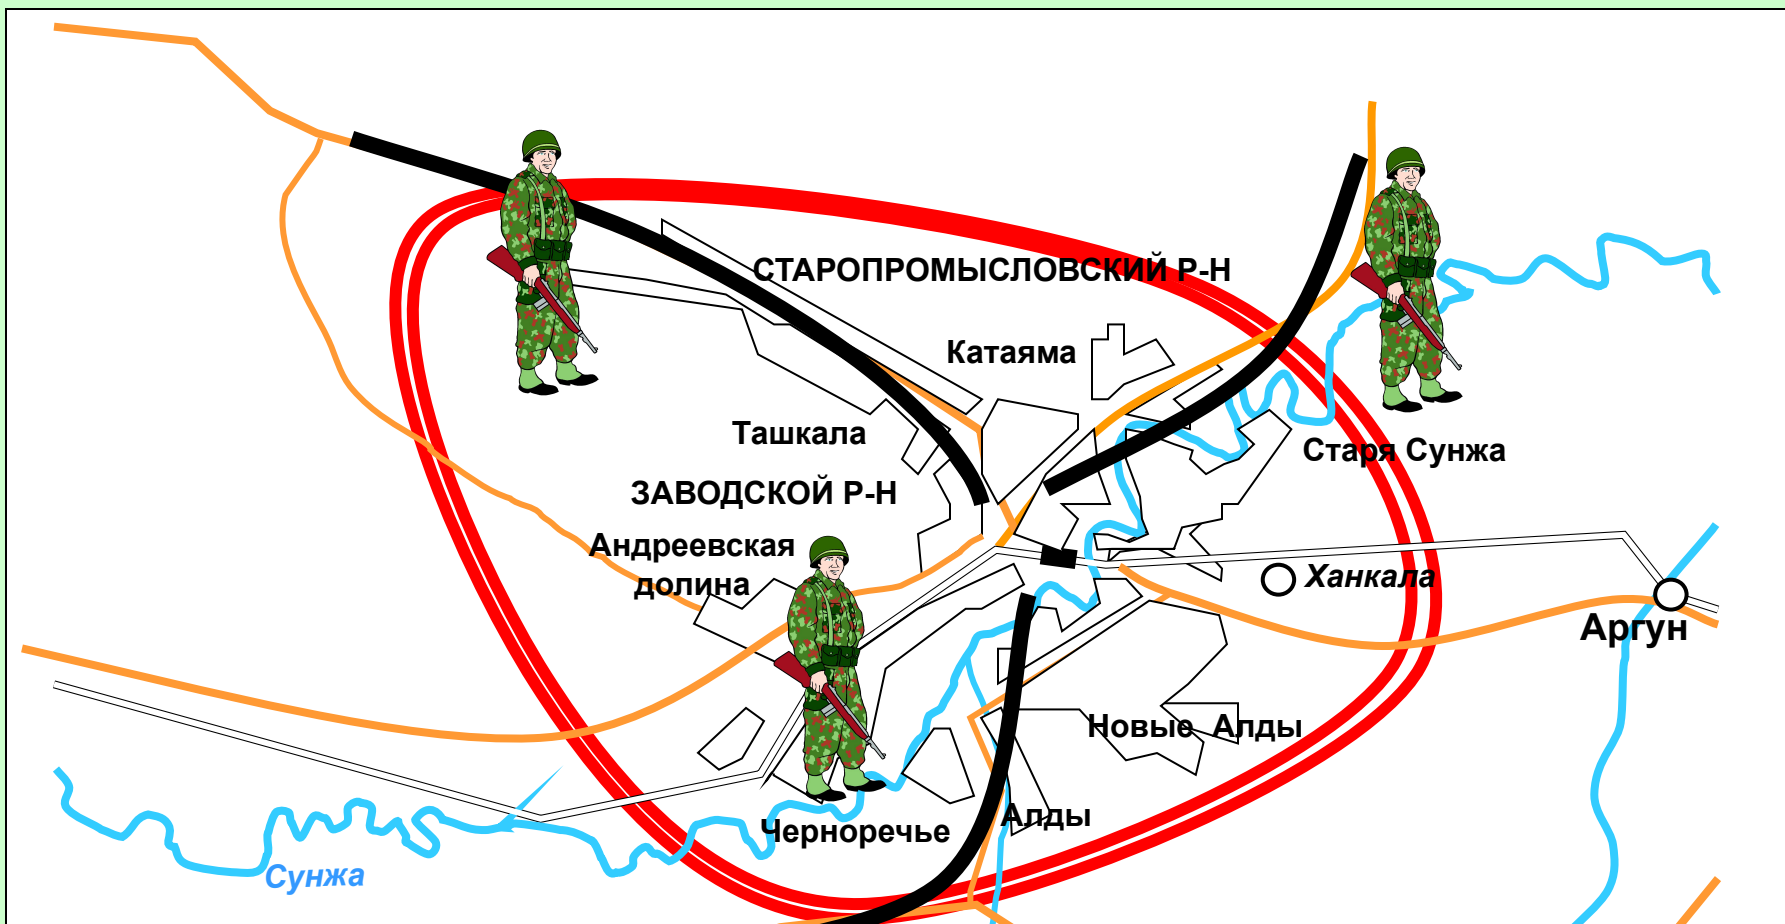 СТАРОПРОМЫСЛОВСКИЙ Р-Н
Катаяма
Ташкала
Старя Сунжа
ЗАВОДСКОЙ Р-Н
Андреевская
долина
Ханкала
Аргун
Новые Алды
Алды
Черноречье
Сунжа